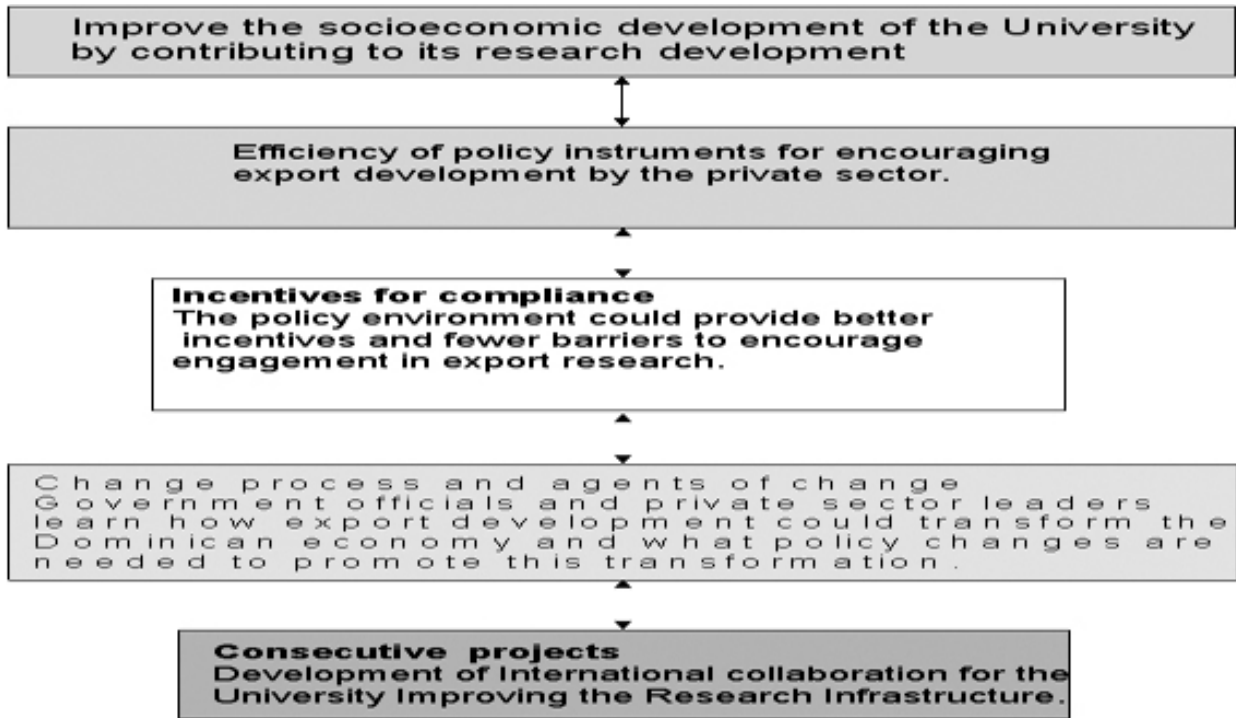 Improve the socioeconomic development of the University
by contributing to its research development
Efficiency of policy instruments for encouraging
export development by the private sector.
Incentives for compliance
The policy environment could provide better
incentives and fewer barriers to encourage
engagement in export research.
Change process and agents of change
Government officials and private sector leaders
learn how export development could transform the
Dominican economy and what policy changes are
needed to promote this transformation.
Consecutive projects
Development of International collaboration for the
University Improving the Research Infrastructure.